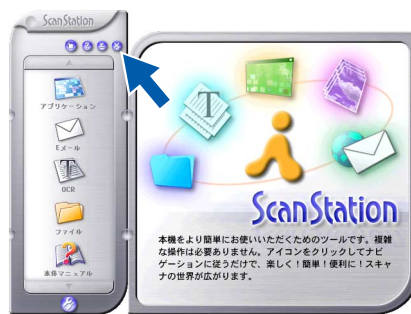 ScanStation
アプリケーション
Eメール
T
OCR
ファイル
本体マニュアル
T
ScanStation
本機をより簡単にお使いいただくためのツールです。複雑
な操作は必要ありません。アイコンをクリックしてナビ
ゲーションに従うだけで、楽しく！簡単！便利に！スキャ
ナの世界が広がります。